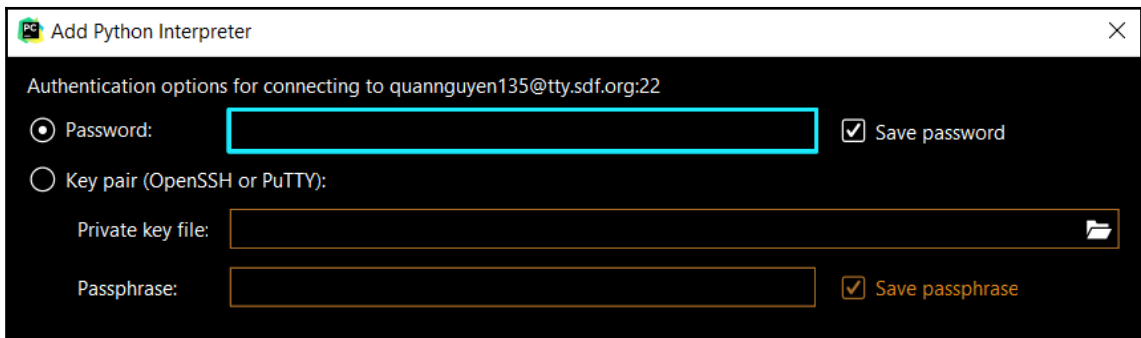 PC Add Python Interpreter
Authentication options for connecting to quannguyen135@tty.sdf.org:22
Password: Save password
Key pair (OpenSSH or PuTTY):
Private key file:
Passphrase: Save passphrase